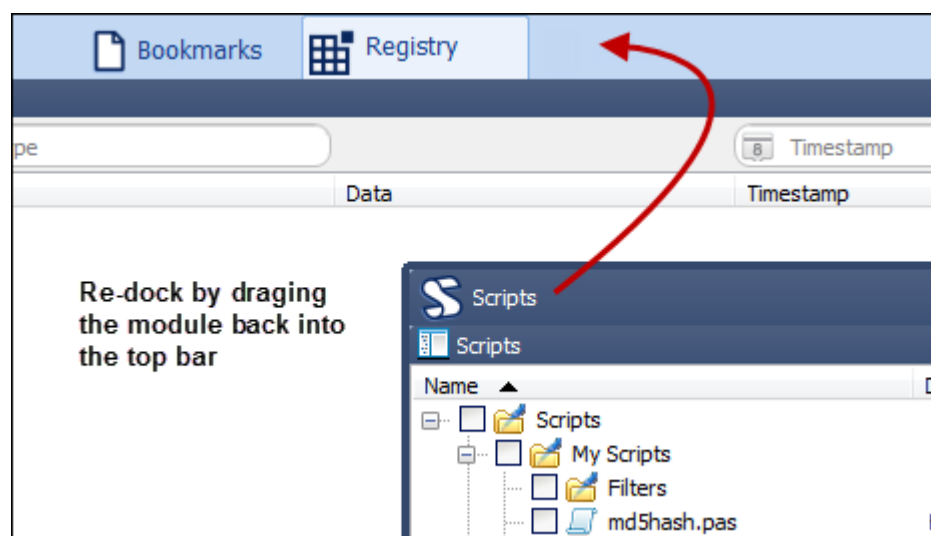 Bookmarks
Registry
pe
8 Timestamp
Data
Timestamp
Re-dock by draging
the module back into
the top bar
Scripts
Scripts
Name
Scripts
My Scripts
Filters
md5hash.pas